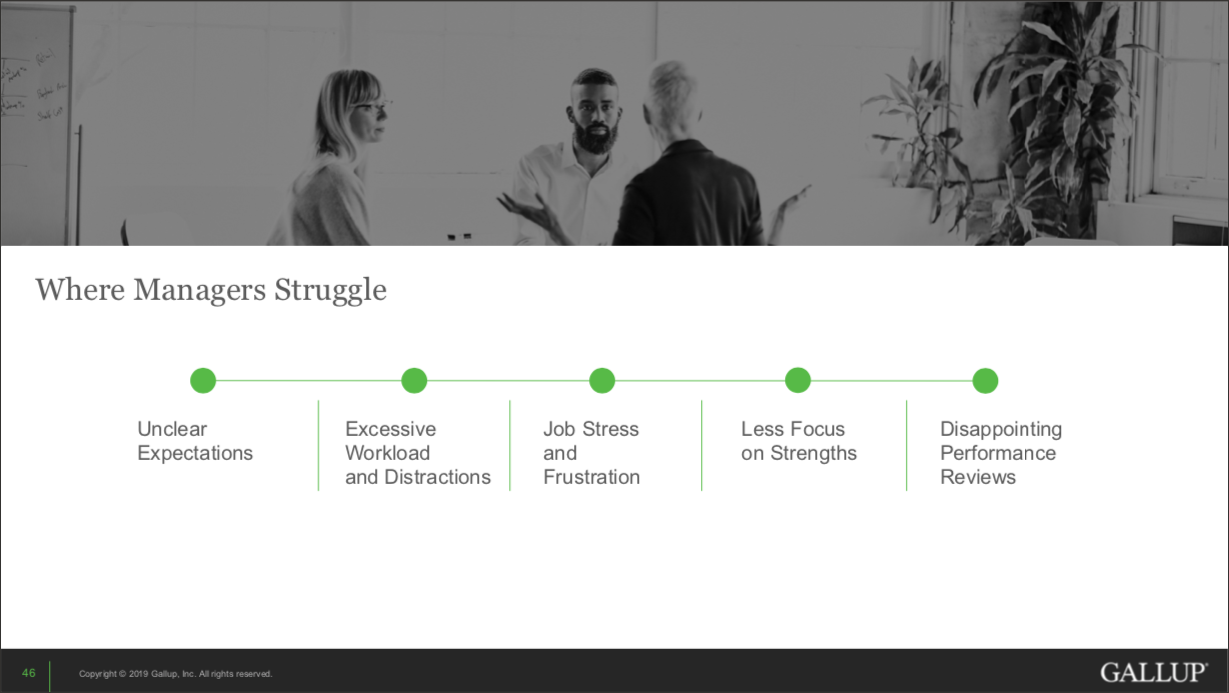 Where Managers Struggle
Unclear
Expectations
Excessive
Workload
and Distractions
Job Stress
and
Frustration
Less Focus
on Strengths
Disappointing
Performance
Reviews
46
Copyright © 2019 Gallup, Inc. All rights reserved.
GALLUP®